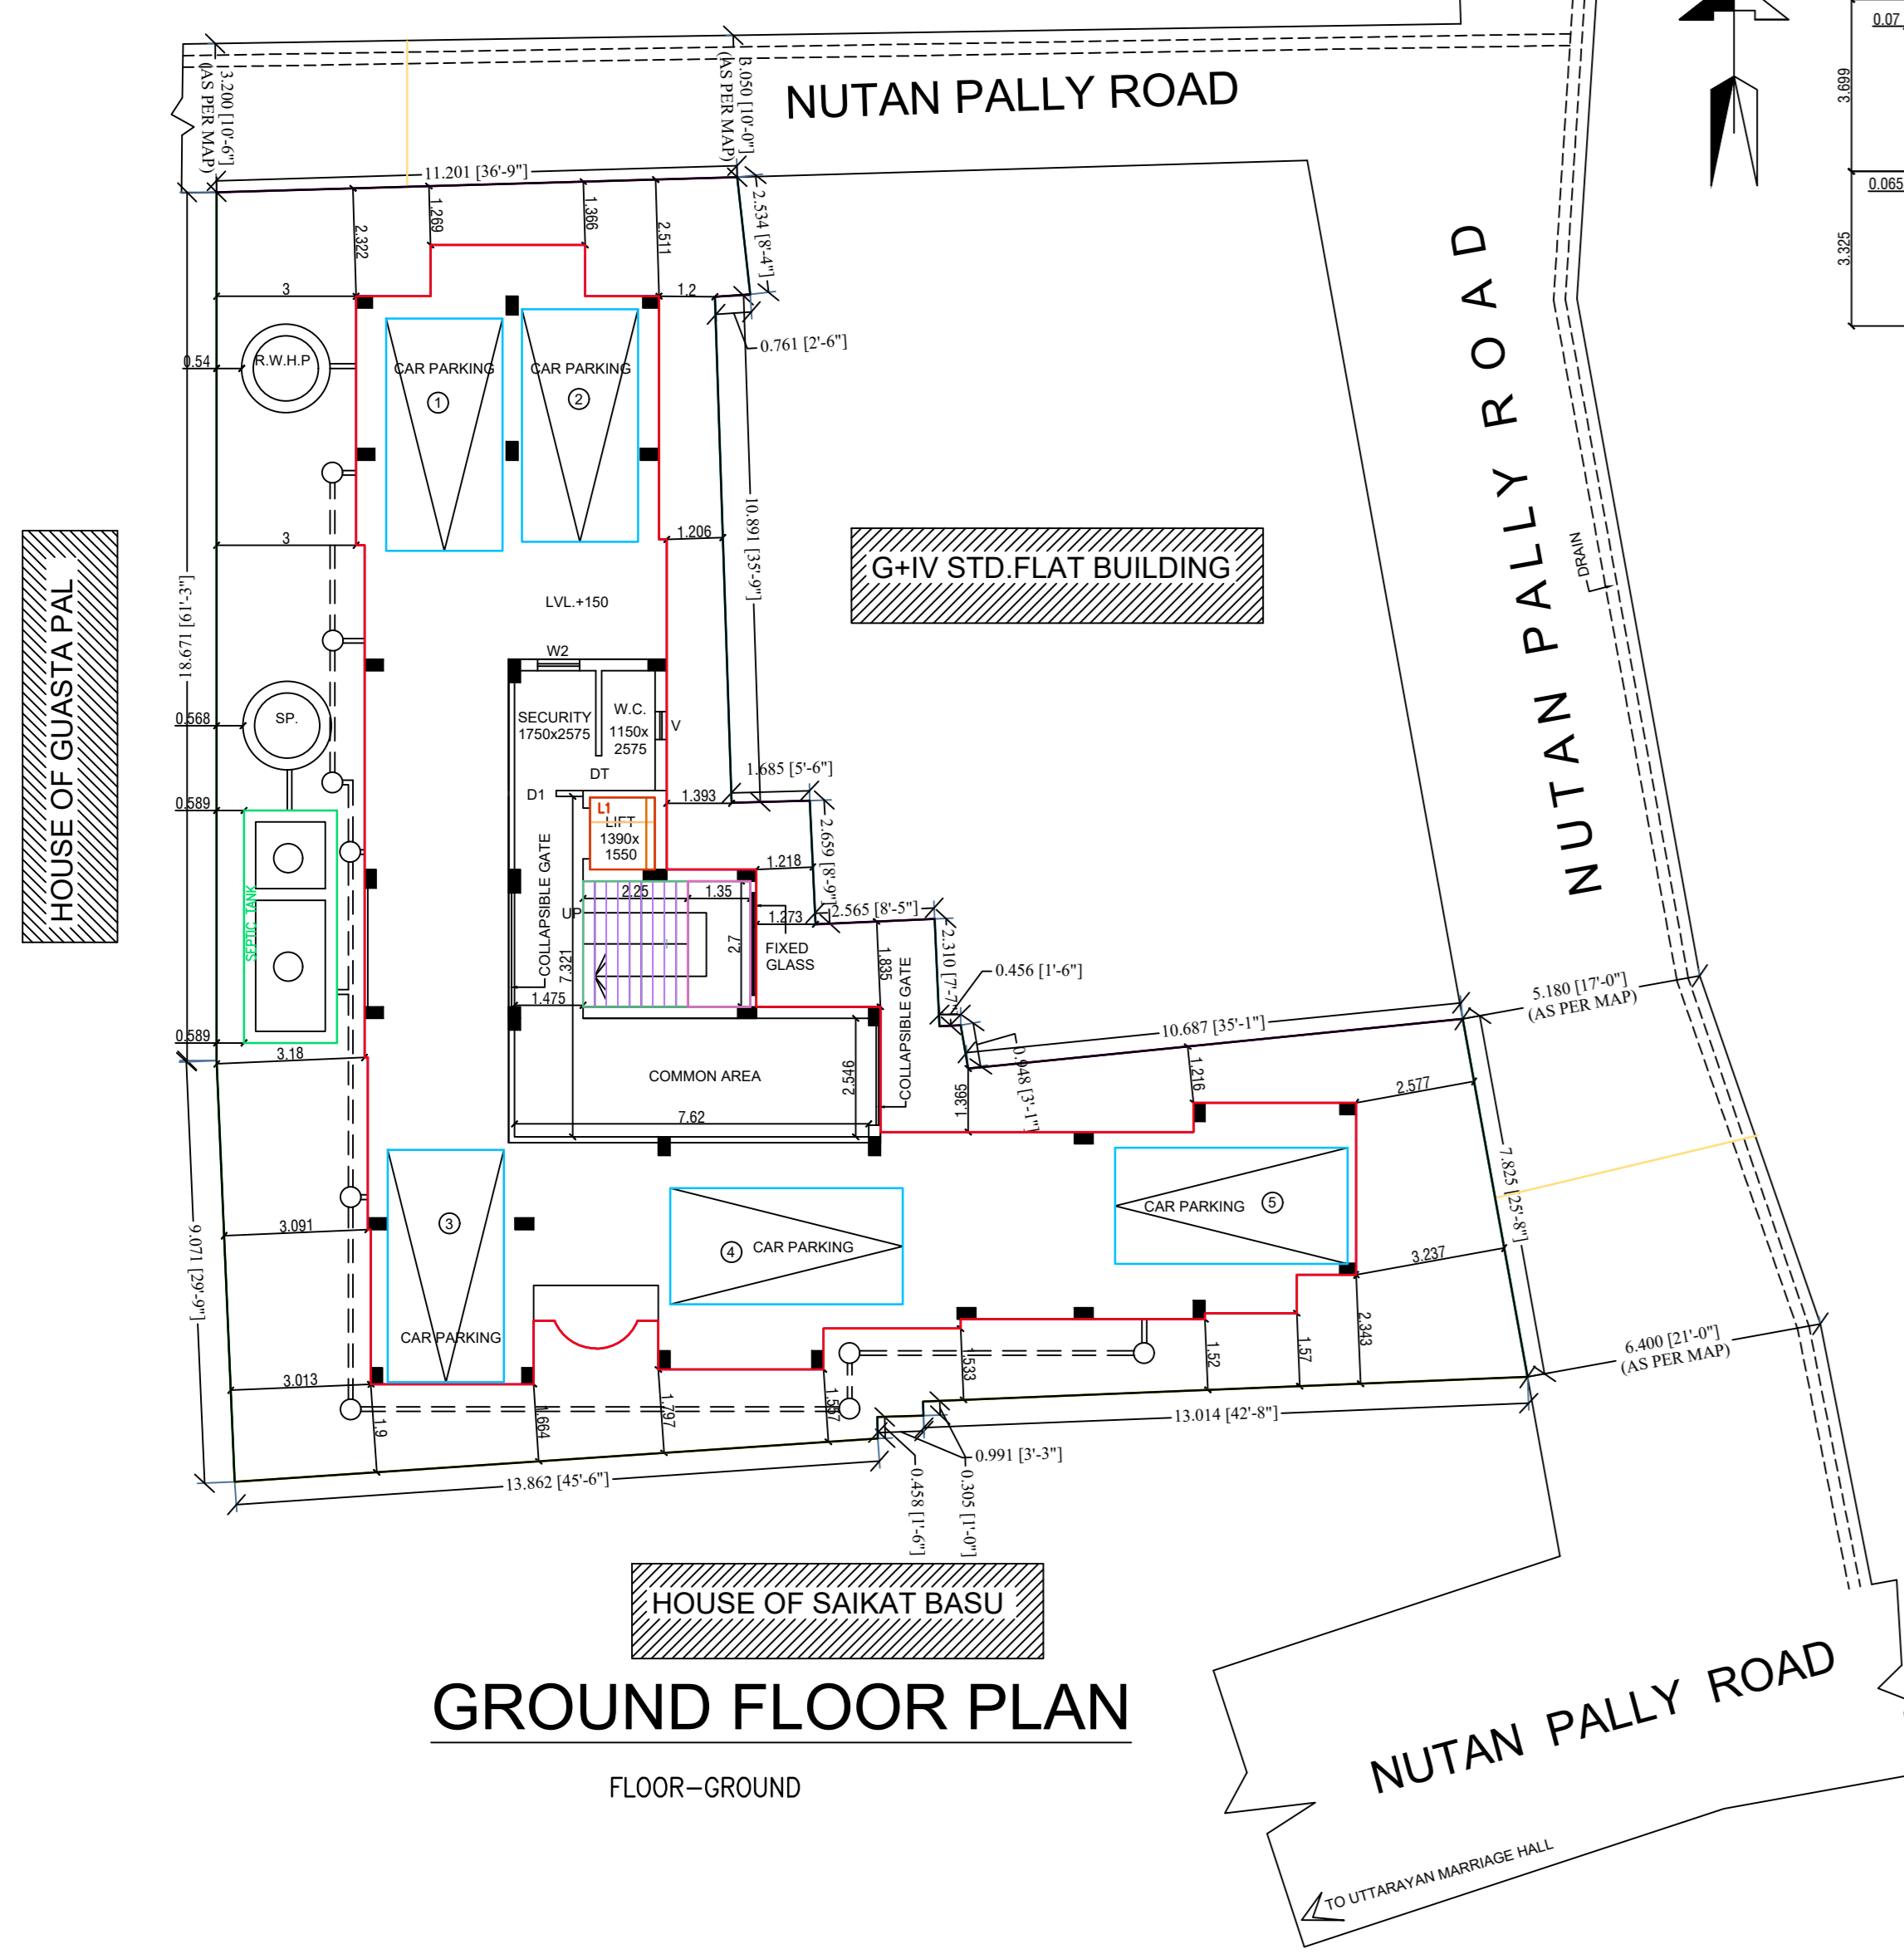 NUTAN PALLY ROAD
3.200 [10'-6"]
(AS PER MAP)
3.050 [10'-0"]
(AS PER MAP)
0.07
3.699
0.065
3.325
11.201 [36'-9"]
2.534 [8'-4"]
2.322
1.269
1.366
2.511
3
1.2
0.761 [2'-6"]
0.54
R.W.H.P
CAR PARKING
1
CAR PARKING
2
NUTAN PALLY ROAD
DRAIN
3
1.206
10.891 [35'-9"]
G+IV STD.FLAT BUILDING
HOUSE OF GUASTA PAL
18.671 [61'-3"]
LVL.+150
W2
SECURITY
1750x2575
W.C.
1150x
2575
V
0.568
SP.
DT
D1
1.685 [5'-6"]
1.393
0.589
L1
LIFT
1390x
1550
COLLAPSIBLE GATE
2.659 [8'-9"]
1.218
SEPTIC TANK
2.25
1.35
UP
2.7
1.273
2.565 [8'-5"]
FIXED
GLASS
7.321
1.475
1.835
2.310 [7'-7"]
0.456 [1'-6"]
COLLAPSIBLE GATE
5.180 [17'-0"]
(AS PER MAP)
10.687 [35'-1"]
0.589
3.18
COMMON AREA
2.546
7.62
0.948 [3'-1"]
1.365
1.216
2.577
7.825 [25'-8"]
3.091
9.071 [29'-9"]
3
CAR PARKING
4
CAR PARKING
CAR PARKING
5
3.237
3.013
1.9
1.664
1.797
1.557
1.533
1.52
1.57
2.343
6.400 [21'-0"]
(AS PER MAP)
13.014 [42'-8"]
13.862 [45'-6"]
0.991 [3'-3"]
0.458 [1'-6"]
0.305 [1'-0"]
HOUSE OF SAIKAT BASU
GROUND FLOOR PLAN
FLOOR-GROUND
NUTAN PALLY ROAD
TO UTTARAYAN MARRIAGE HALL